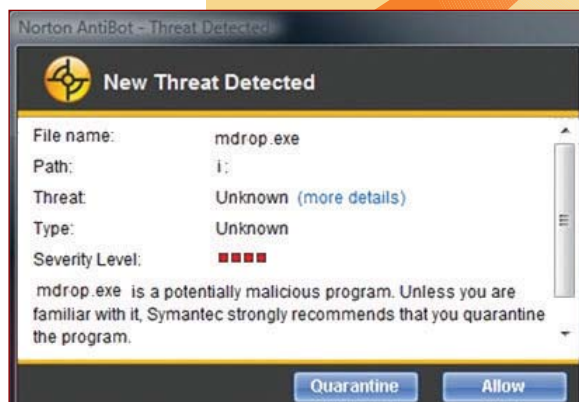 Norton AntiBot - Threat Detected
New Threat Detected
File name: mdrop.exe
Path: i:
Threat: Unknown (more details)
Type: Unknown
Severity Level:
mdrop.exe is a potentially malicious program. Unless you are
familiar with it, Symantec strongly recommends that you quarantine
the program.
Quarantine Allow